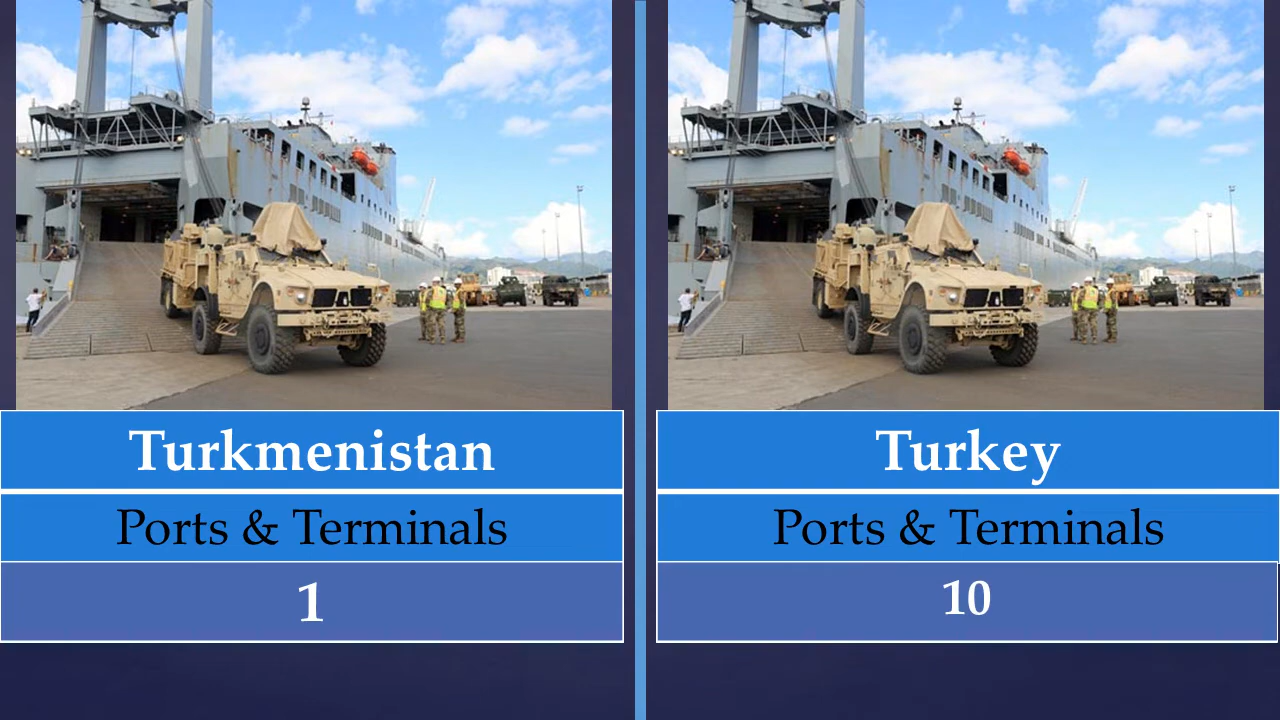 Turkmenistan
Ports & Terminals
1
Turkey
Ports & Terminals
10